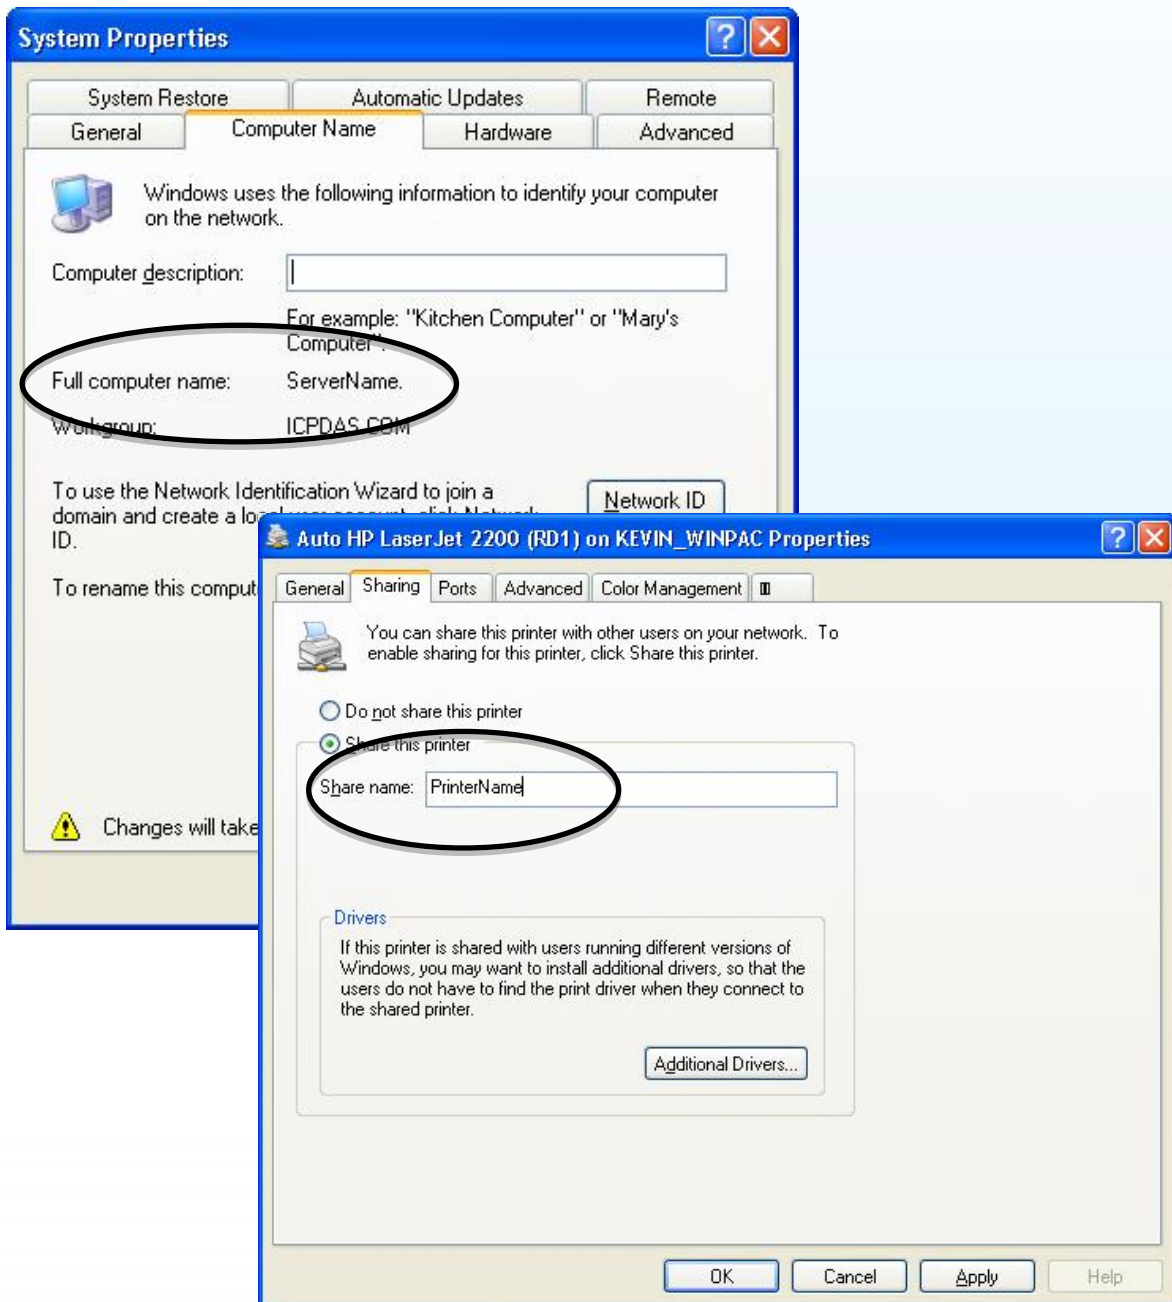 System Properties
System Restore Automatic Updates Remote
General Computer Name Hardware Advanced
Windows uses the following information to identify your computer
on the network.
Computer description:
For example: "Kitchen Computer" or "Mary's
Computer".
Full computer name: ServerName.
Workgroup: ICPDAS.COM
To use the Network Identification Wizard to join a
domain and create a local user account, click Network
ID.
Network ID
To rename this comput
Changes will take
Auto HP LaserJet 2200 (RD1) on KEVIN_WINPAC Properties
General Sharing Ports Advanced Color Management
You can share this printer with other users on your network. To
enable sharing for this printer, click Share this printer.
Do not share this printer
Share this printer
Share name: PrinterName
Drivers
If this printer is shared with users running different versions of
Windows, you may want to install additional drivers, so that the
users do not have to find the print driver when they connect to
the shared printer.
Additional Drivers...
OK Cancel Apply Help